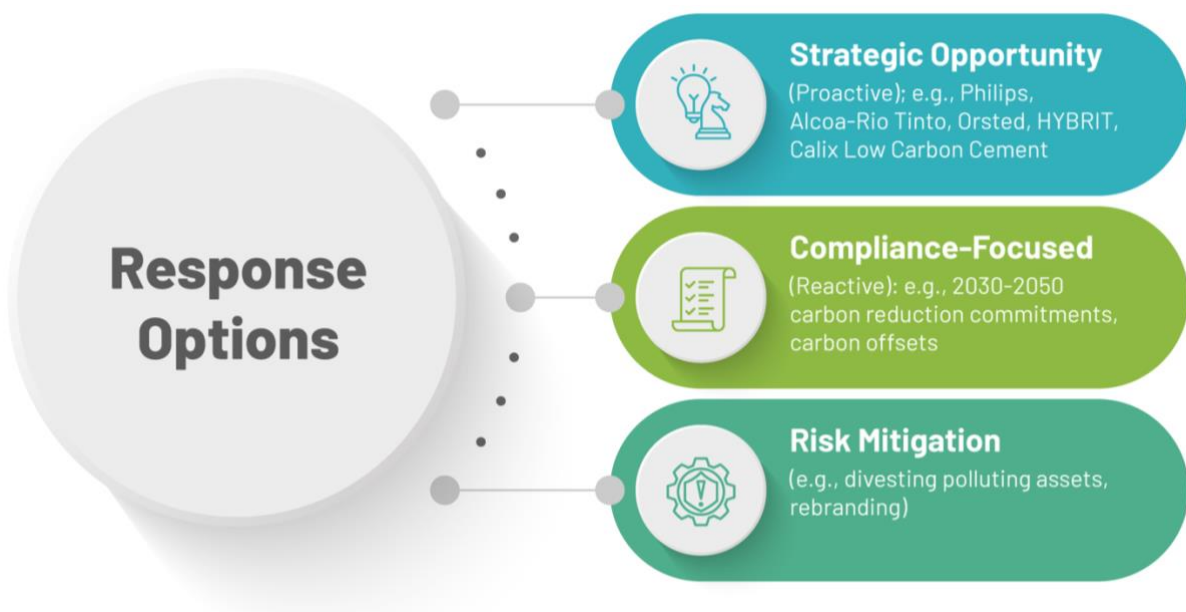 Response
Options
Strategic Opportunity
(Proactive); e.g., Philips,
Alcoa-Rio Tinto, Orsted, HYBRIT,
Calix Low Carbon Cement
Compliance-Focused
(Reactive): e.g., 2030-2050
carbon reduction commitments,
carbon offsets
Risk Mitigation
(e.g., divesting polluting assets,
rebranding)